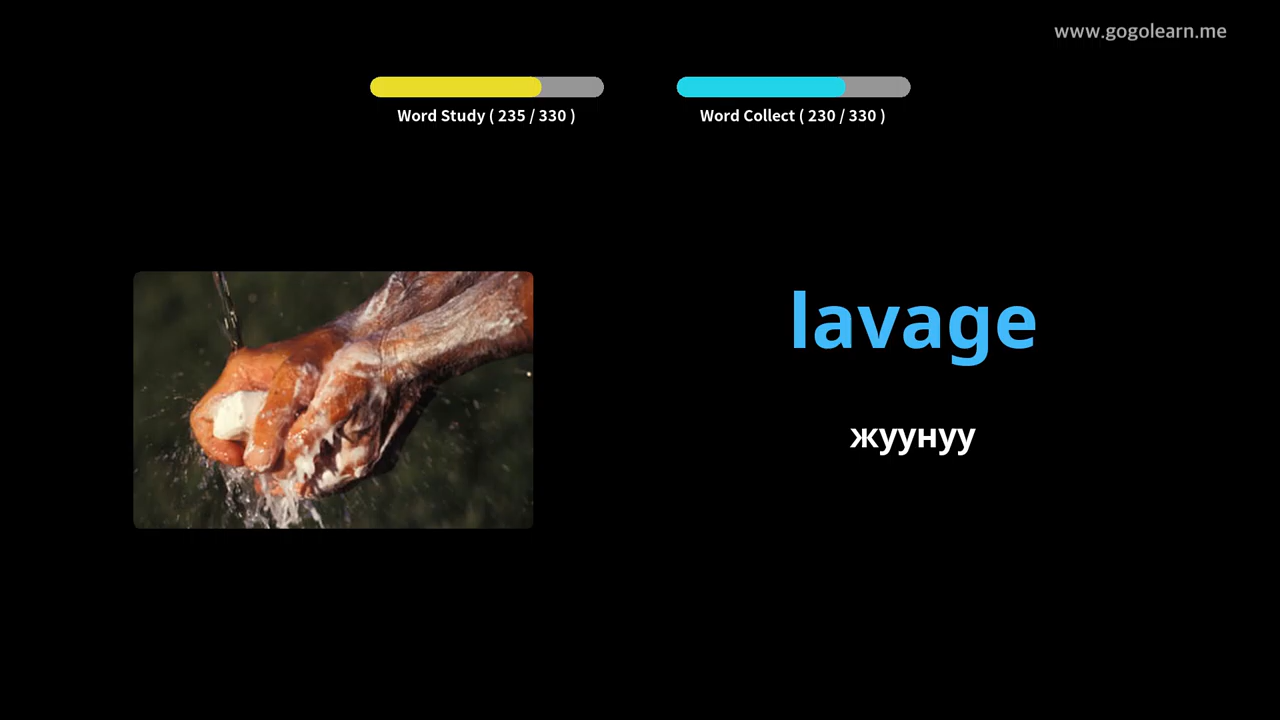 www.gogolearn.me
Word Study ( 235 / 330 )
Word Collect ( 230 / 330 )
lavage
жуунуу